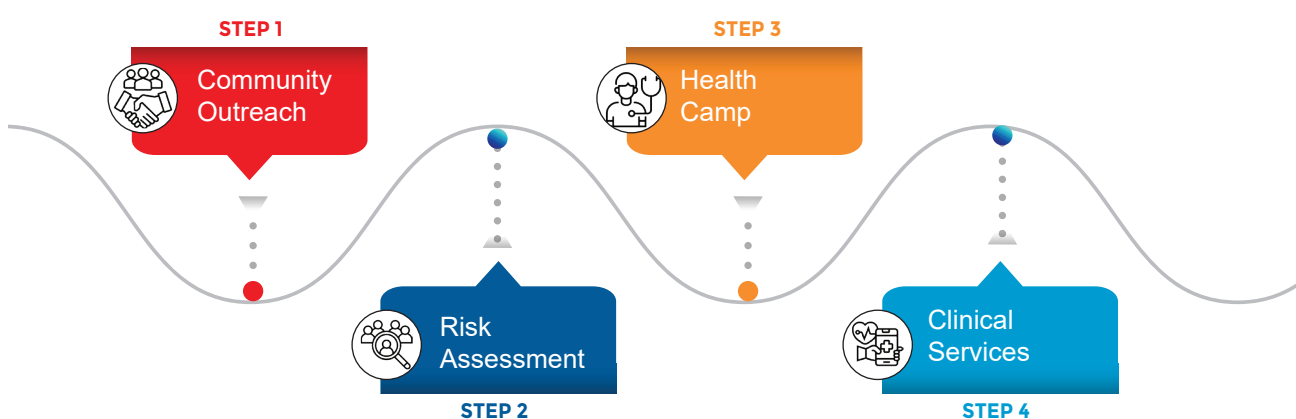 STEP 1
Community
Outreach
Risk
Assessment
STEP 2
STEP 3
Health
Camp
Clinical
Services
STEP 4